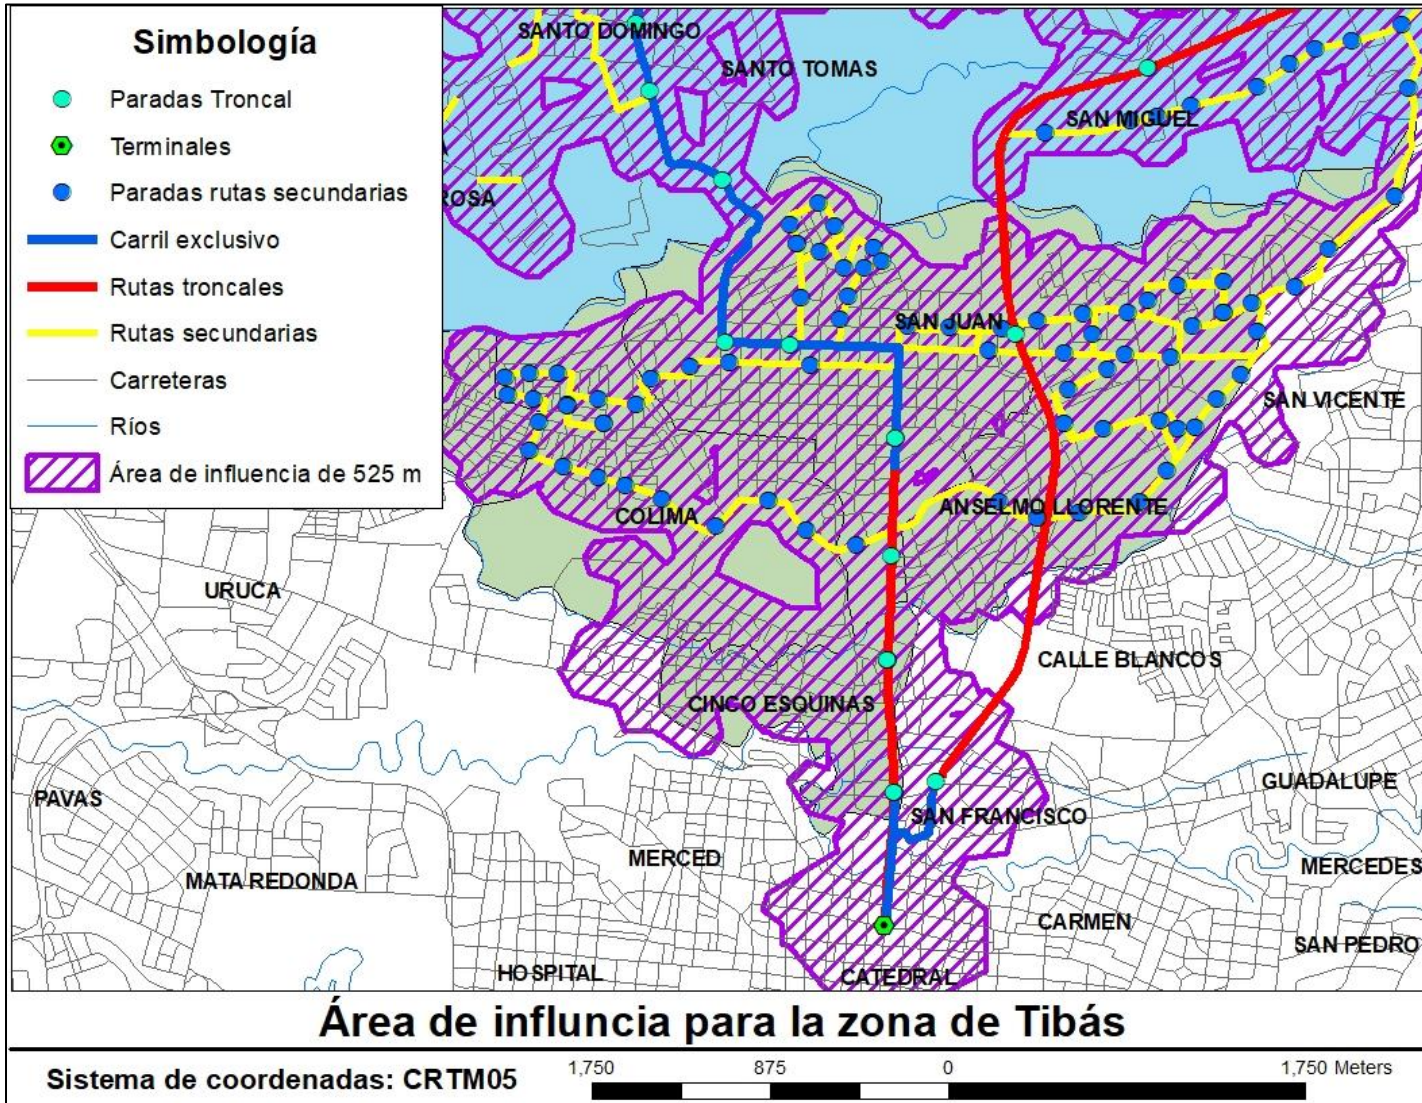 Simbología
Paradas Troncal
Terminales
Paradas rutas secundarias
Carril exclusivo
Rutas troncales
Rutas secundarias
Carreteras
Ríos
Área de influencia de 525 m
SANTO DOMINGO
SANTO TOMAS
SAN MIGUEL
ROSA
SAN JUAN
SAN VICENTE
ANSELMO LLORENTE
COLIMA
URUCA
CALLE BLANCOS
CINCO ESQUINAS
GUADALUPE
PAVAS
SAN FRANCISCO
MERCED
MERCEDES
MATA REDONDA
CARMEN
SAN PEDRO
HOSPITAL
CATEDRAL
Área de influncia para la zona de Tibás
Sistema de coordenadas: CRTM05
1,750 875 0 1,750 Meters